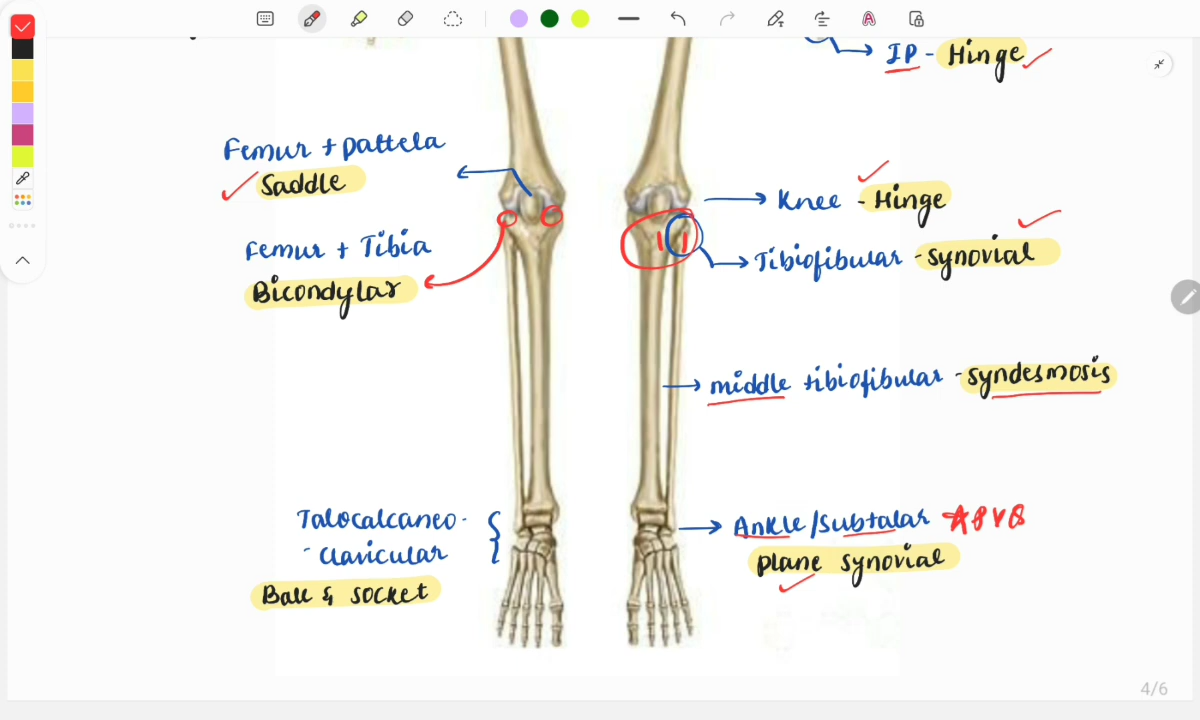 IP - Hinge
Femur + pattela
Saddle
Knee - Hinge
Femur + Tibia
Bicondylar
Tibiofibular - synovial
middle tibiofibular - syndesmosis
Talocalcaneo-
- clavicular
Ball & socket
Ankle/Subtalar
plane synovial
4/6